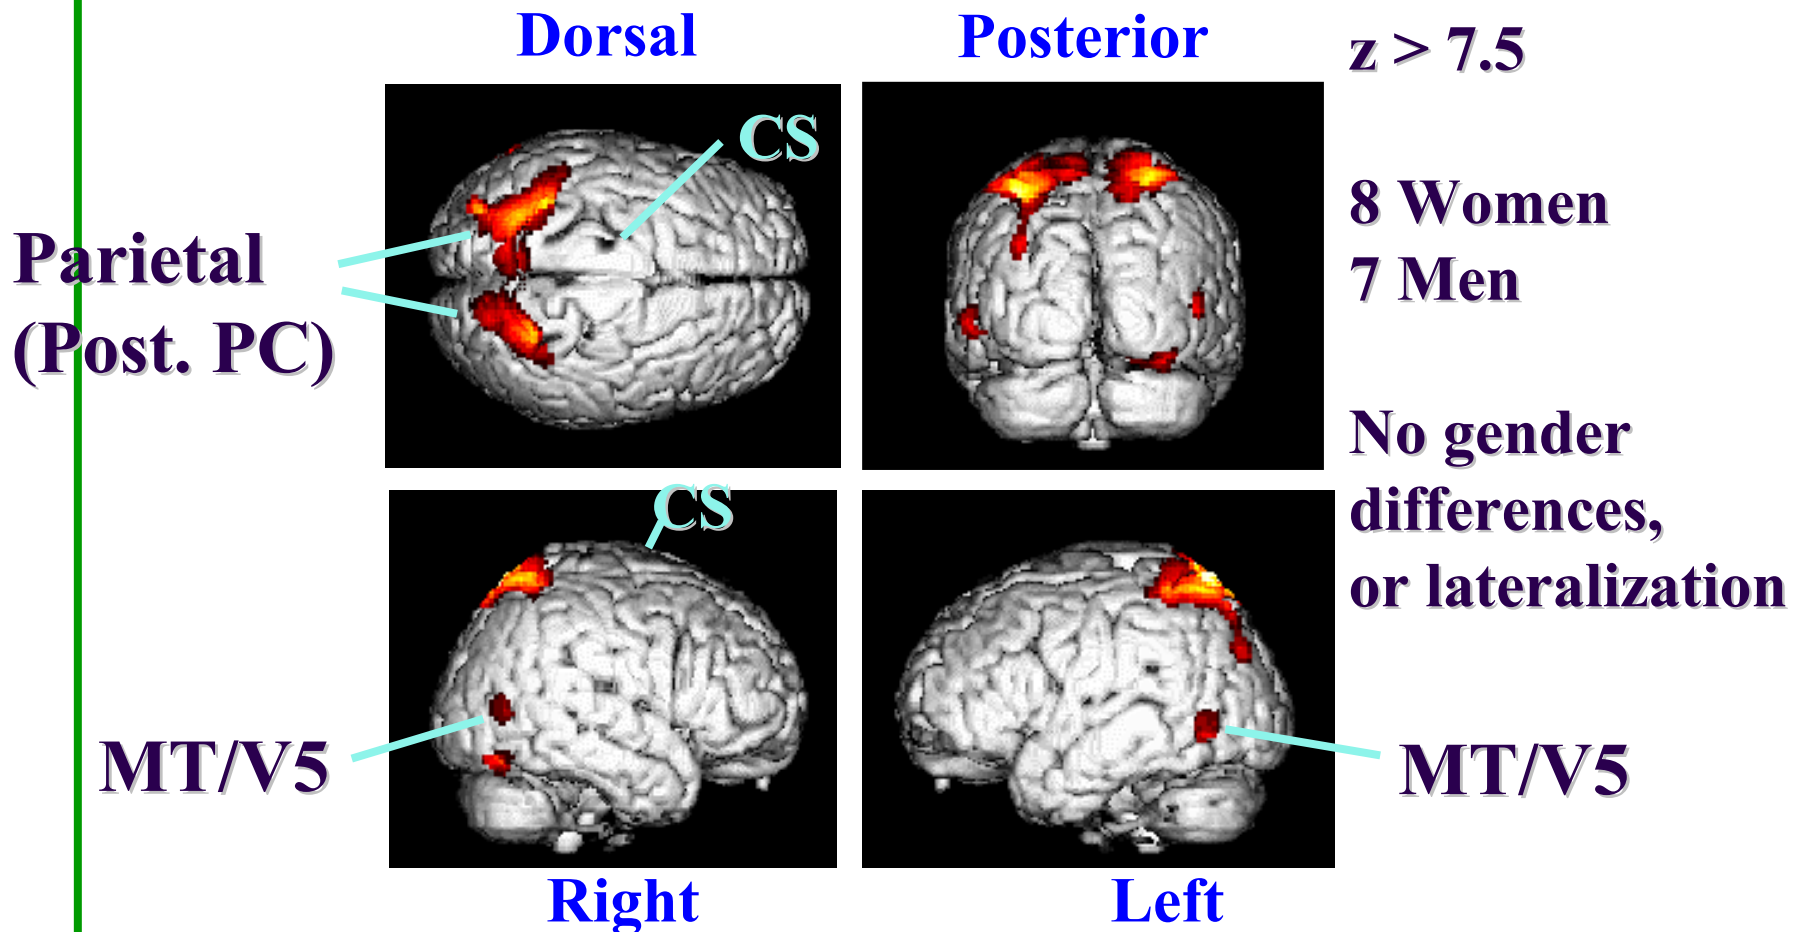 Dorsal
Posterior
z > 7.5
CS
8 Women
7 Men
Parietal
(Post. PC)
No gender
differences,
or lateralization
CS
MT/V5
MT/V5
Right
Left